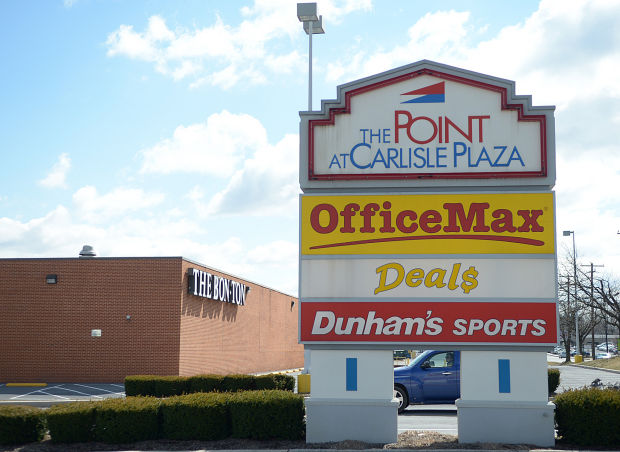 THE POINT
AT CARLISLE PLAZA
OfficeMax
Deal$
Dunham's SPORTS
THE BON-TON